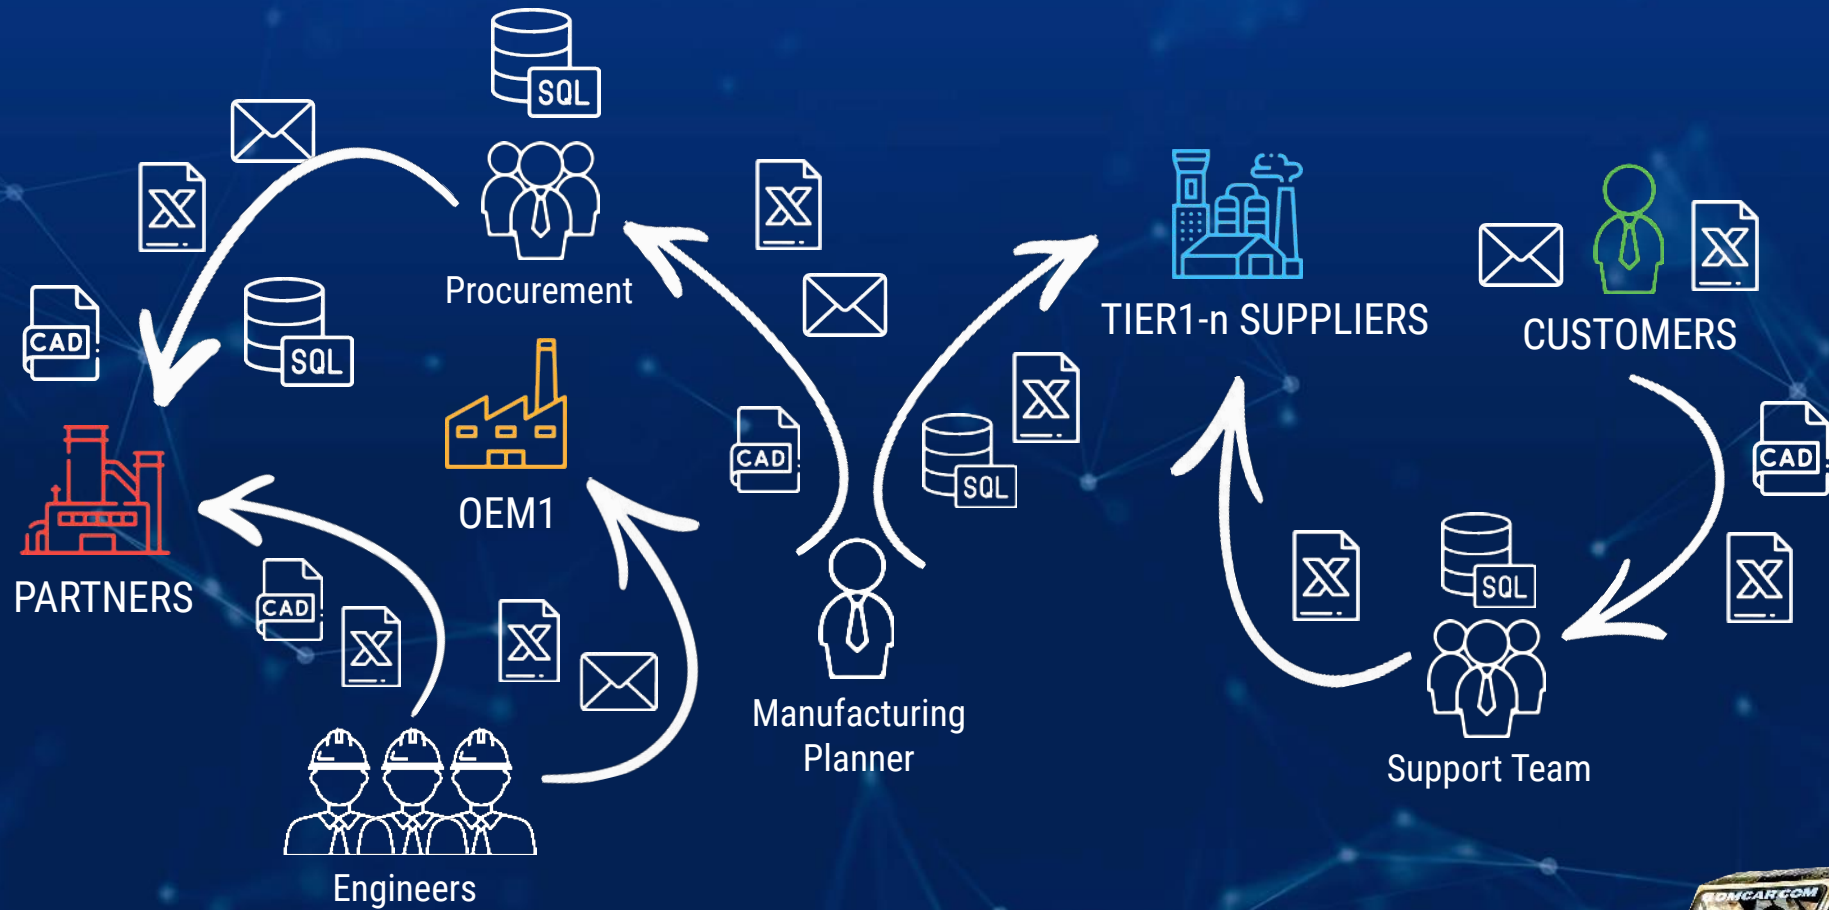 SQL
Procurement
SQL
CAD
OEM1
PARTNERS
CAD
Engineers
CAD
Manufacturing
Planner
SQL
TIER1-n SUPPLIERS
CUSTOMERS
CAD
SQL
Support Team